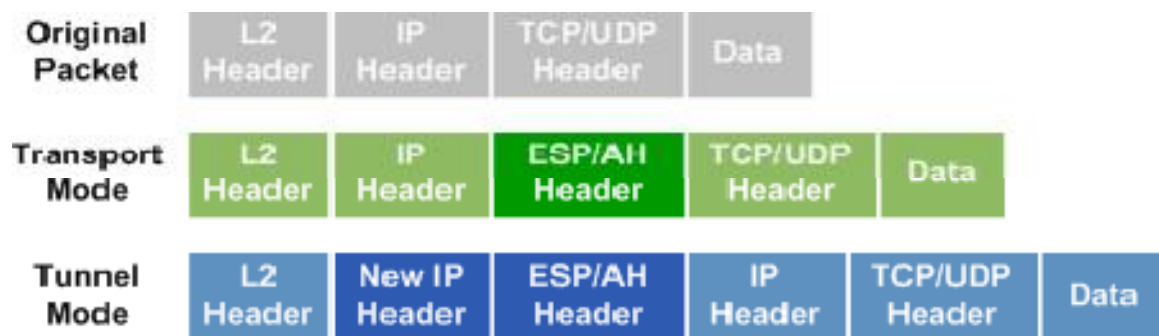 Original L2 IP TCP/UDP Data
Packet Header Header Header
Transport L2 IP ESP/AH TCP/UDP Data
Mode Header Header Header Header
Tunnel L2 New IP ESP/AH IP TCP/UDP Data
Mode Header Header Header Header Header